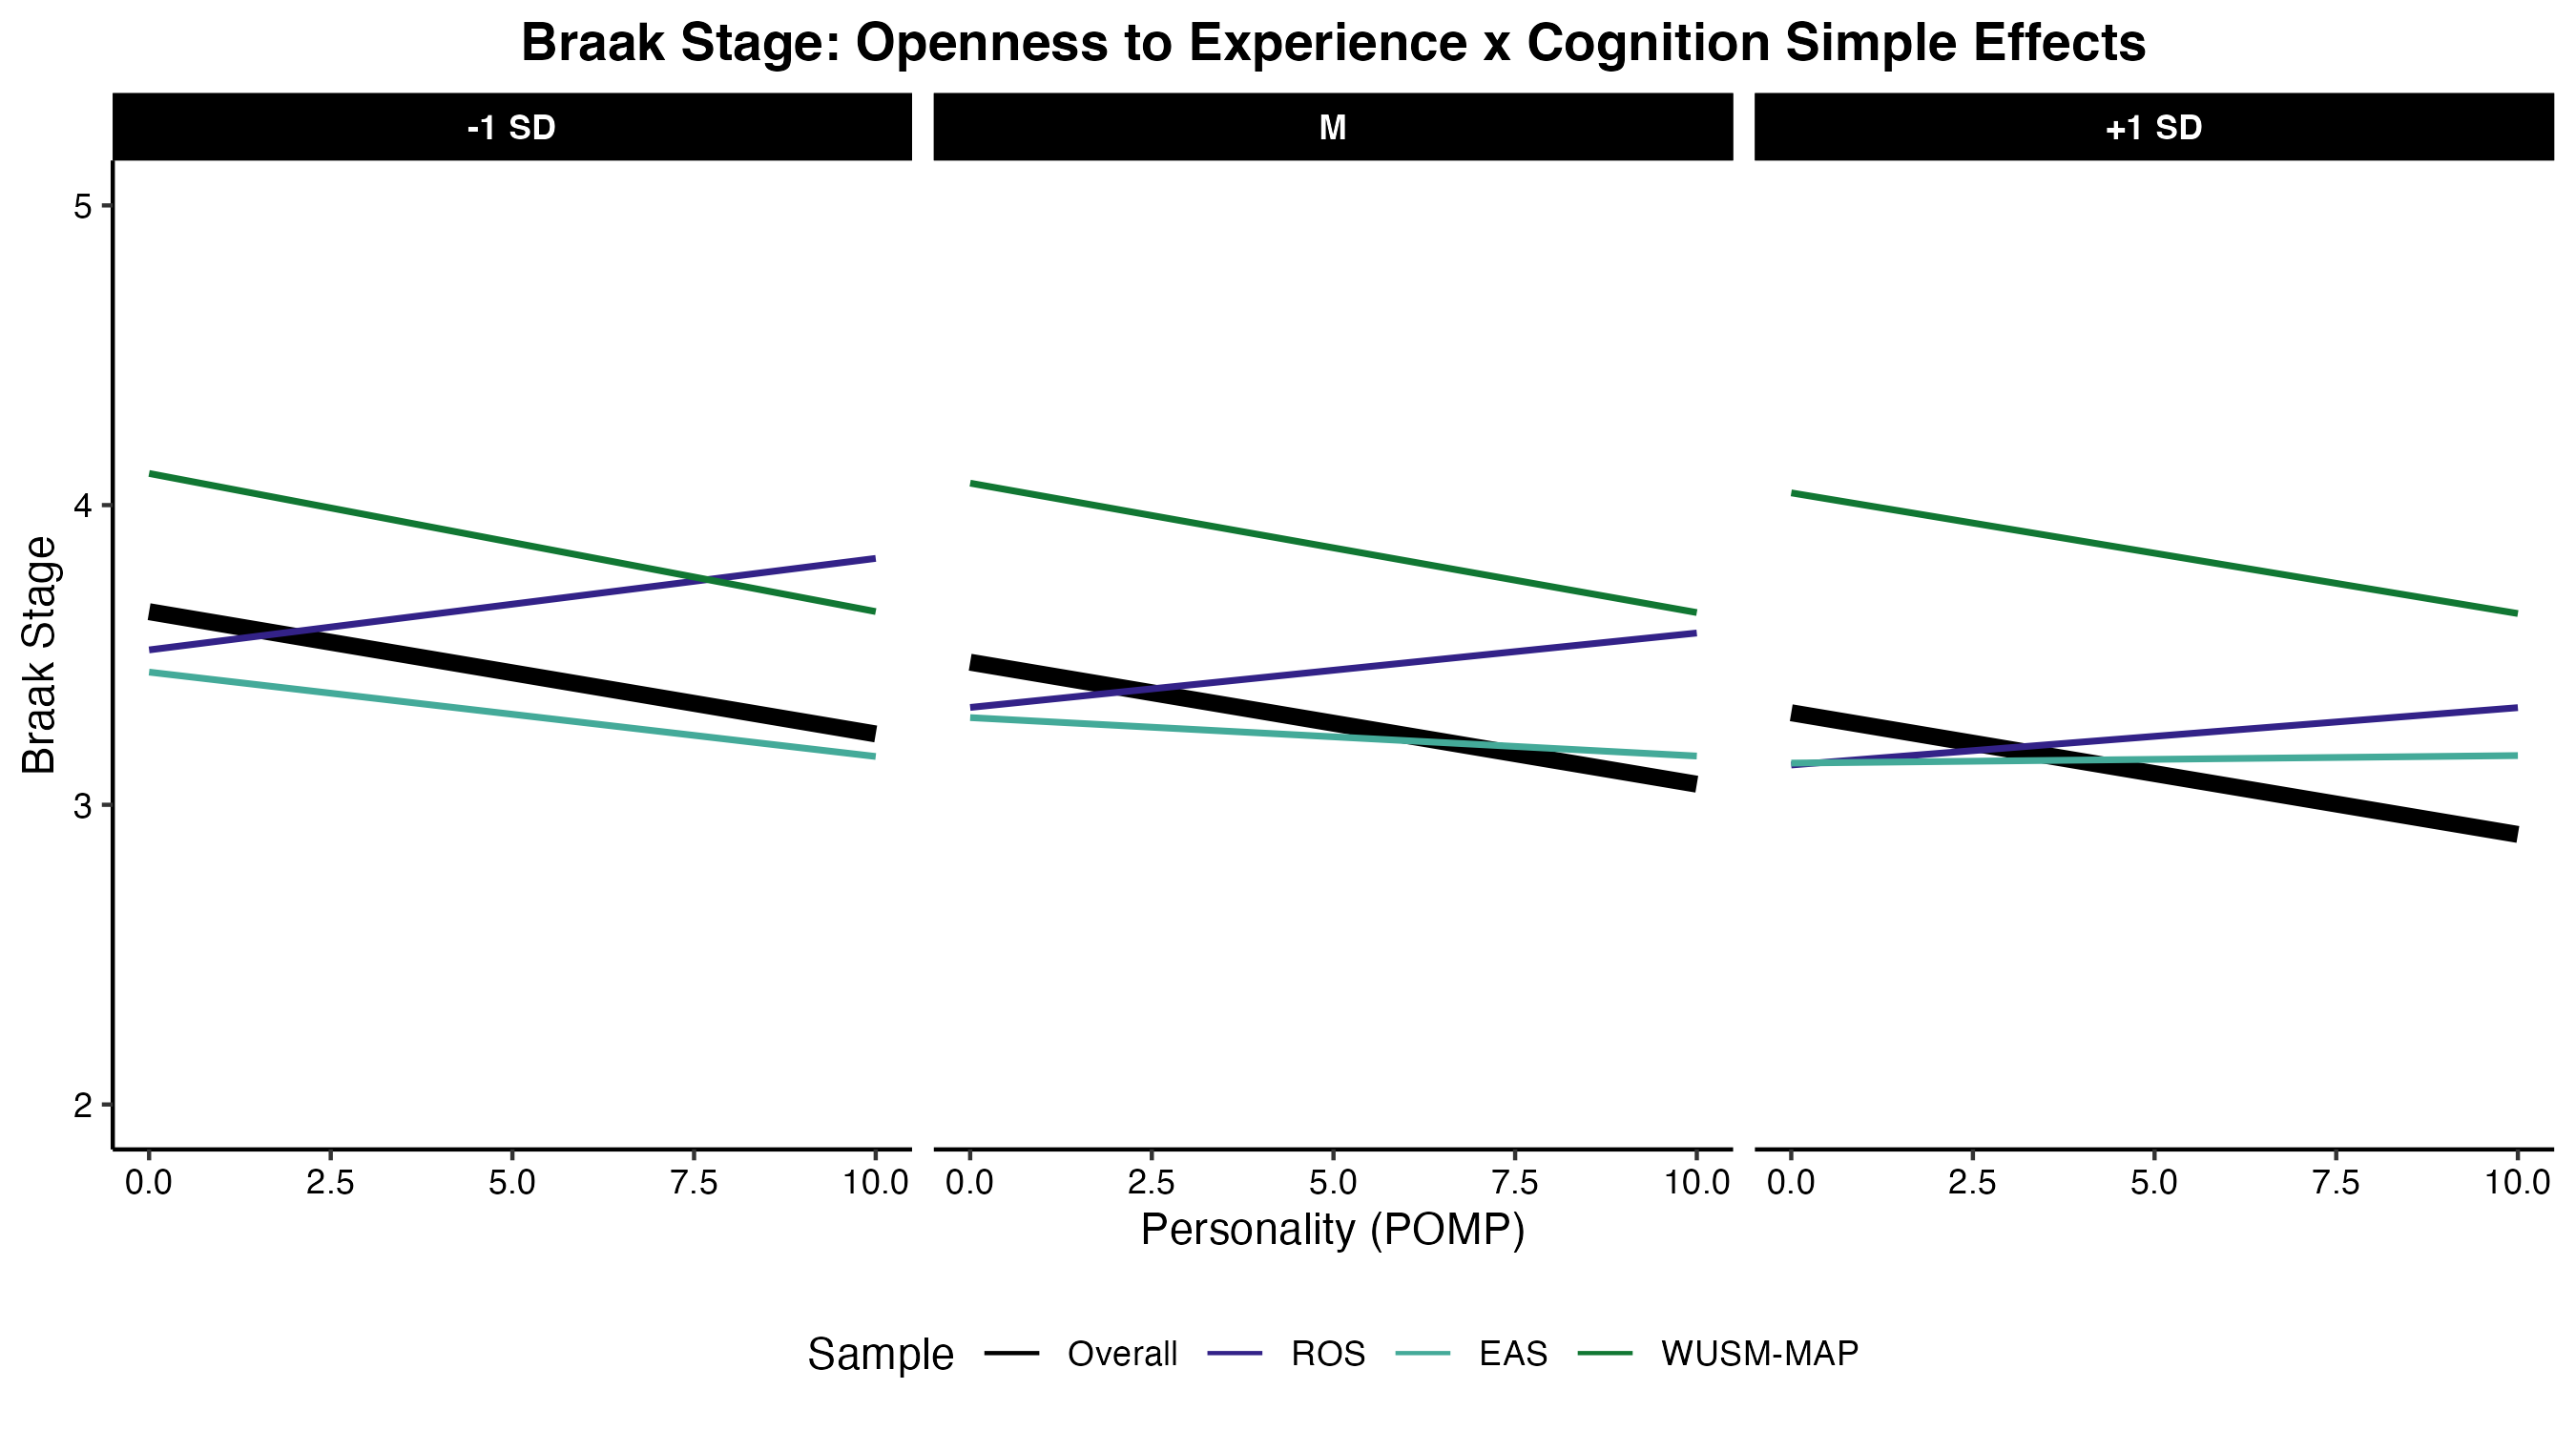 Braak Stage: Openness to Experience x Cognition Simple Effects
-1 SD
M
+1 SD
Braak Stage
5
4
3
2
0.0 2.5 5.0 7.5 10.0
0.0 2.5 5.0 7.5 10.0
0.0 2.5 5.0 7.5 10.0
Personality (POMP)
Sample Overall ROS EAS WUSM-MAP